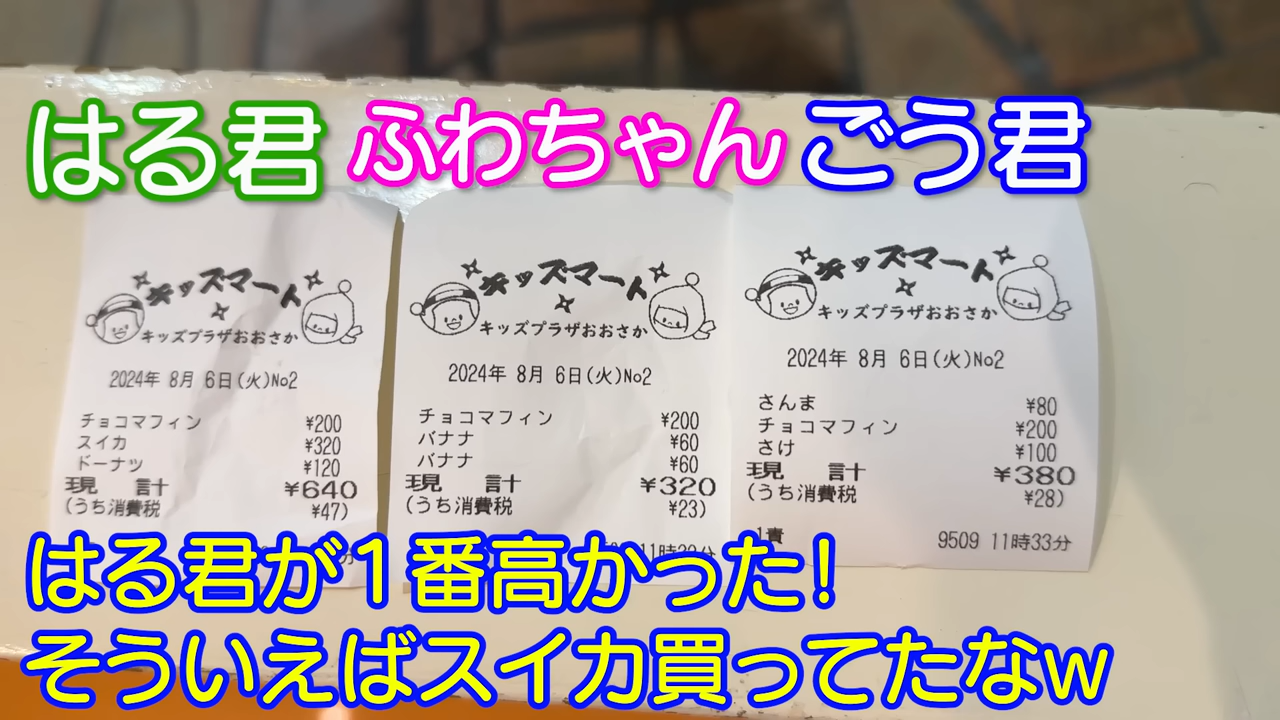 はる君 ふわちゃん ごう君
キッズマート
キッズプラザおおさか
2024年 8月 6日(火)No2
チョコマフィン ¥200
スイカ ¥320
ドーナツ ¥120
現 計 ¥640
(うち消費税 ¥47)
分
キッズマート
キッズプラザおおさか
2024年 8月 6日(火)No2
チョコマフィン ¥200
バナナ ¥60
バナナ ¥60
現 計 ¥320
(うち消費税 ¥23)
キッズマート
キッズプラザおおさか
2024年 8月 6日(火)No2
さんま ¥80
チョコマフィン ¥200
さけ ¥100
現 計 ¥380
(うち消費税 ¥28)
1責 9509 11時33分
はる君が1番高かった!
そういえばスイカ買ってたなw